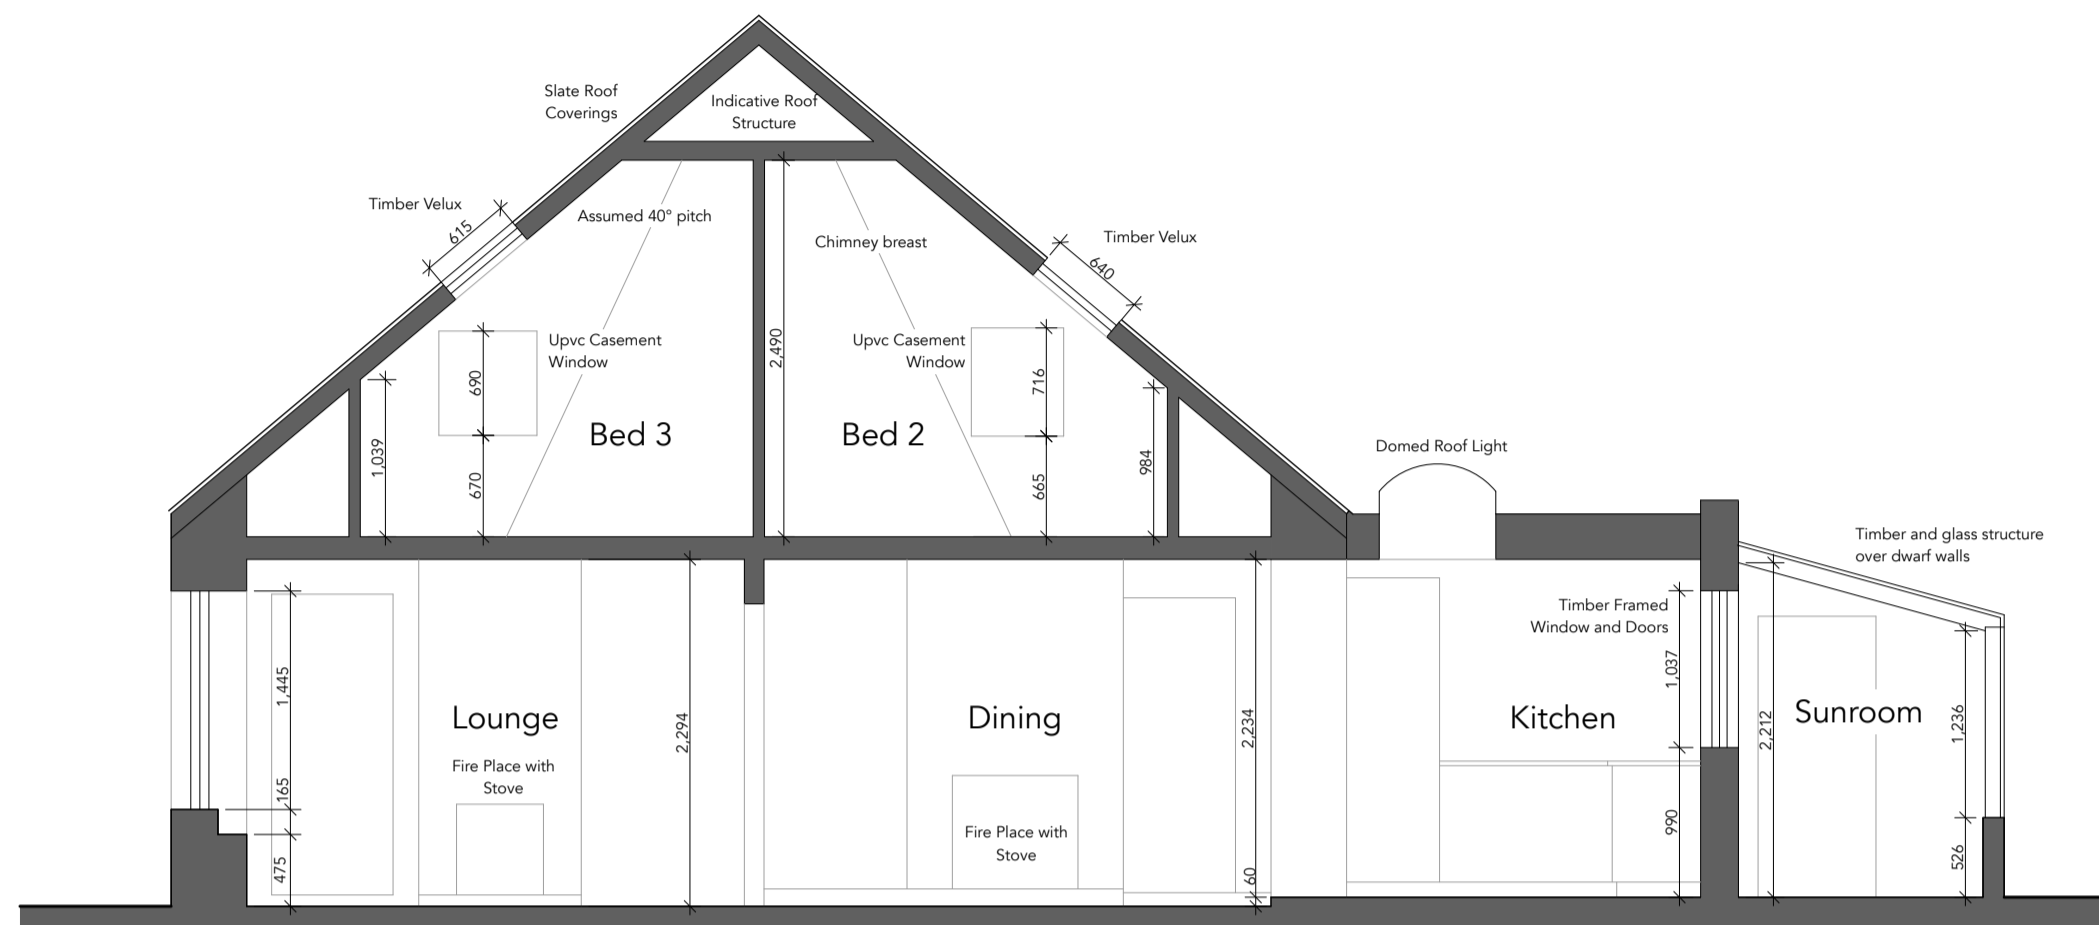 Slate Roof
Coverings
Indicative Roof
Structure
Timber Velux
615
Assumed 40° pitch
Chimney breast
Timber Velux
640
Upvc Casement
Window
690
670
1,039
Bed 3
2,490
Upvc Casement
Window
716
665
984
Bed 2
Domed Roof Light
Timber and glass structure
over dwarf walls
Timber Framed
Window and Doors
1,445
165
475
Lounge
Fire Place with
Stove
2,294
Dining
Fire Place with
Stove
2,234
60
Kitchen
1,037
990
2,212
Sunroom
1,236
526